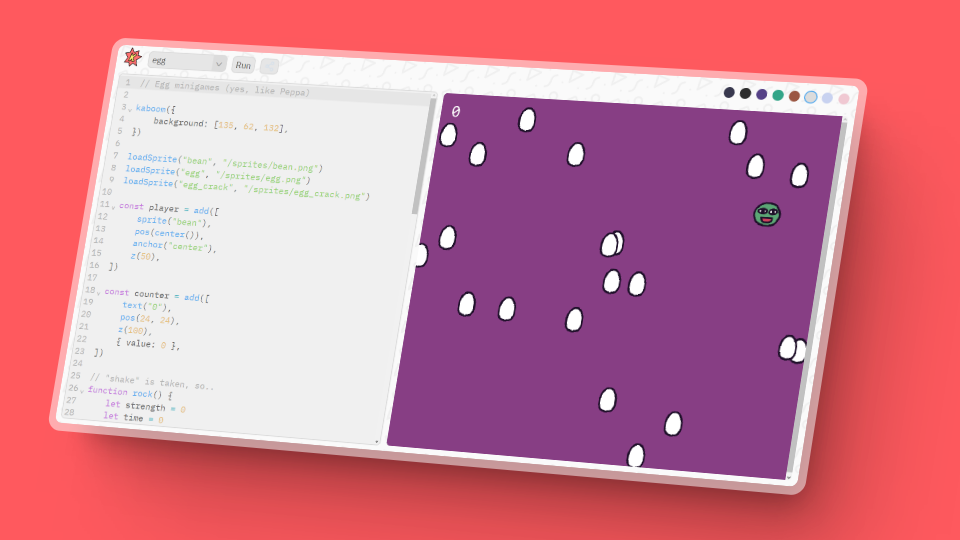 egg
Run
1 // Egg minigames (yes, like Peppa)
2
3 kaboom({
4 background: [135, 62, 132],
5 })
6
7 loadSprite("bean", "/sprites/bean.png")
8 loadSprite("egg", "/sprites/egg.png")
9 loadSprite("egg_crack", "/sprites/egg_crack.png")
10
11 const player = add([
12 sprite("bean"),
13 pos(center()),
14 anchor("center"),
15 z(50),
16 ])
17
18 const counter = add([
19 text("0"),
20 pos(24, 24),
21 z(100),
22 { value: 0 },
23 ])
24
25 // "shake" is taken, so..
26 function rock() {
27 let strength = 0
28 let time = 0
0